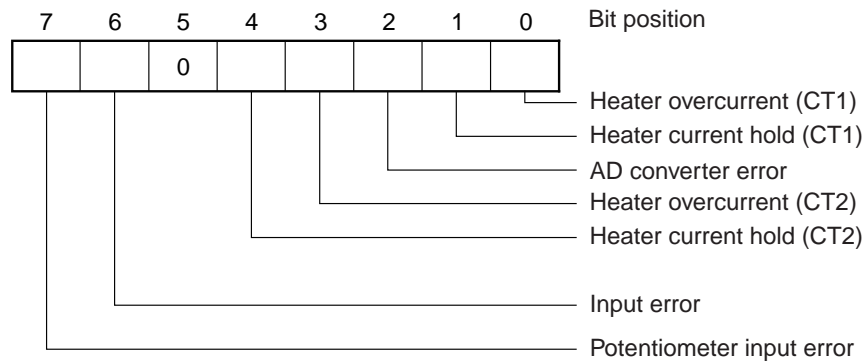 7 6 5 4 3 2 1 0 Bit position
0
Heater overcurrent (CT1)
Heater current hold (CT1)
AD converter error
Heater overcurrent (CT2)
Heater current hold (CT2)
Input error
Potentiometer input error